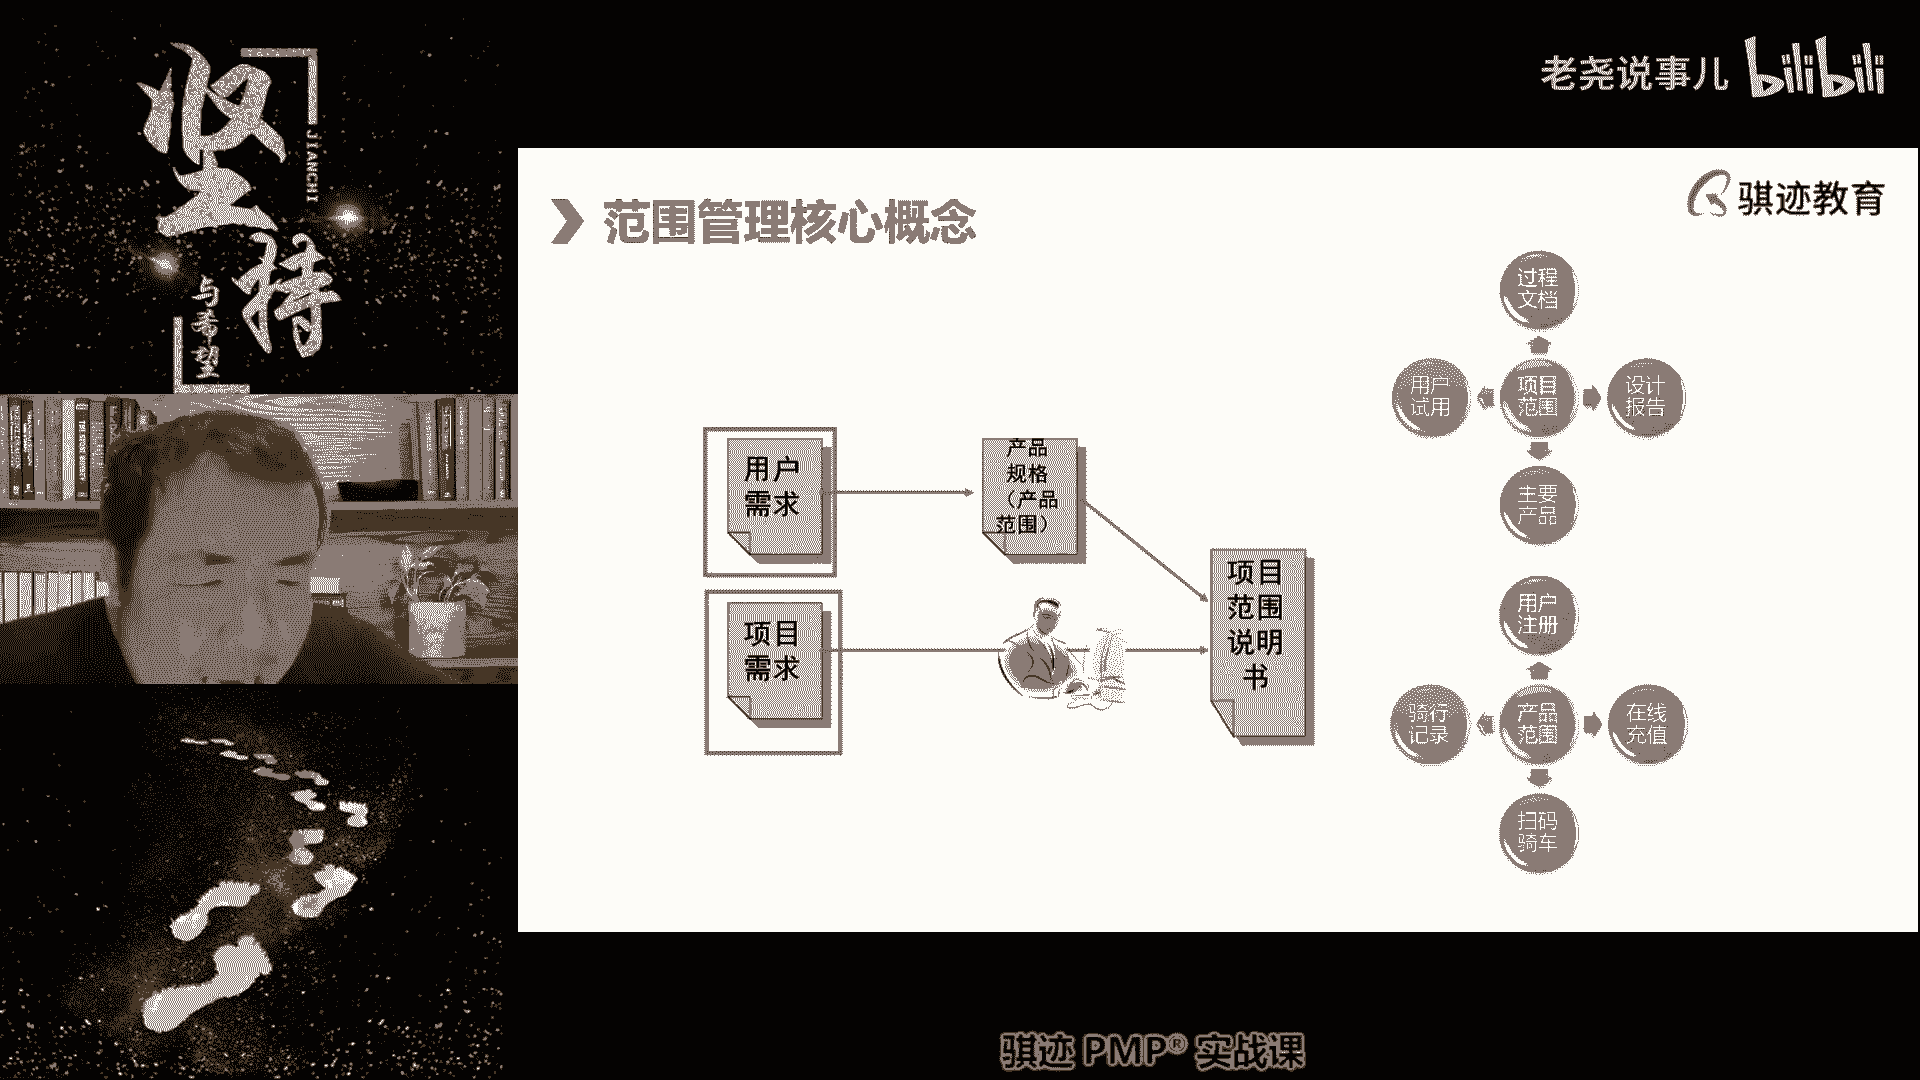 坚
持
JIANCHI
与希望
老尧说事儿 bilibili
骐迹教育
范围管理核心概念
用户
需求
产品
规格
（产品
范围）
项目
需求
项目
范围
说明
书
过程
文档
用户
试用
项目
范围
设计
报告
主要
产品
用户
注册
骑行
记录
产品
范围
在线
充值
扫码
骑车
骐迹 PMP® 实战课